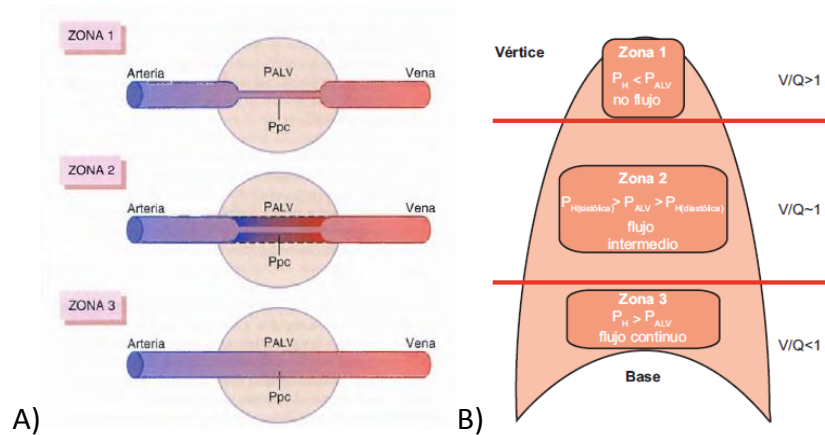 ZONA 1
Arteria
PALV
Vena
Ppc
ZONA 2
Arteria
PALV
Vena
Ppc
ZONA 3
Arteria
PALV
Vena
Ppc
A)
Vértice
Zona 1
PH < PALV
no flujo
V/Q>1
Zona 2
PH(sistólica)> PALV > PH(diastólica)
flujo
intermedio
V/Q~1
Zona 3
PH > PALV
flujo continuo
V/Q<1
Base
B)